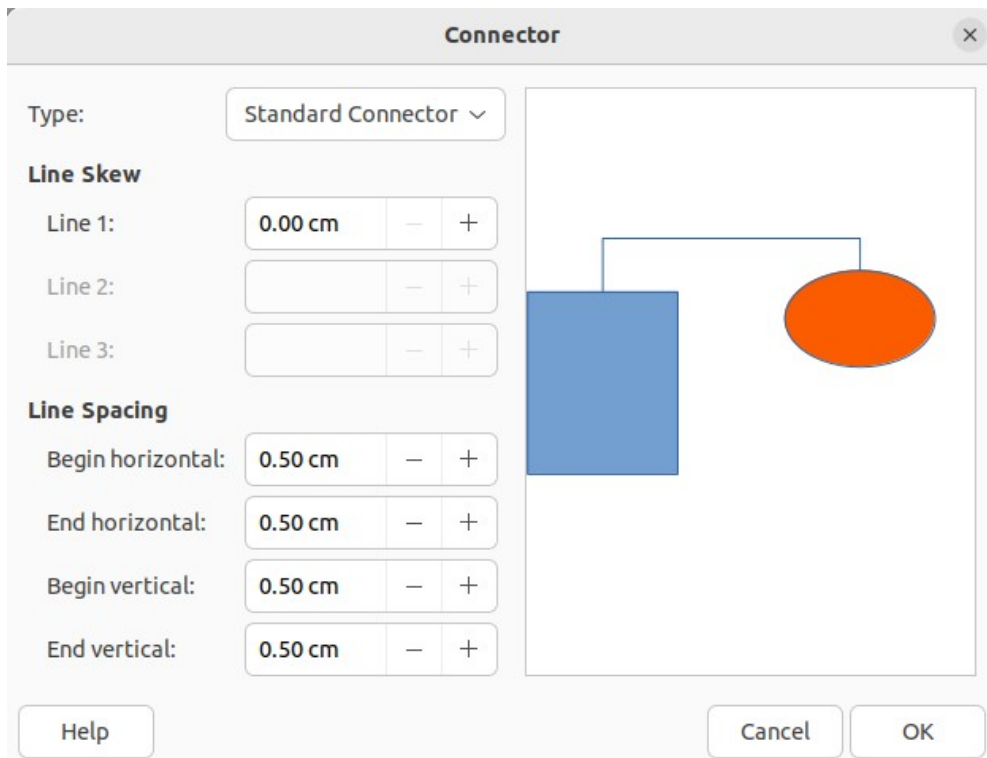 Connector
Type: Standard Connector
Line Skew
Line 1: 0.00 cm
Line 2:
Line 3:
Line Spacing
Begin horizontal: 0.50 cm
End horizontal: 0.50 cm
Begin vertical: 0.50 cm
End vertical: 0.50 cm
Help Cancel OK